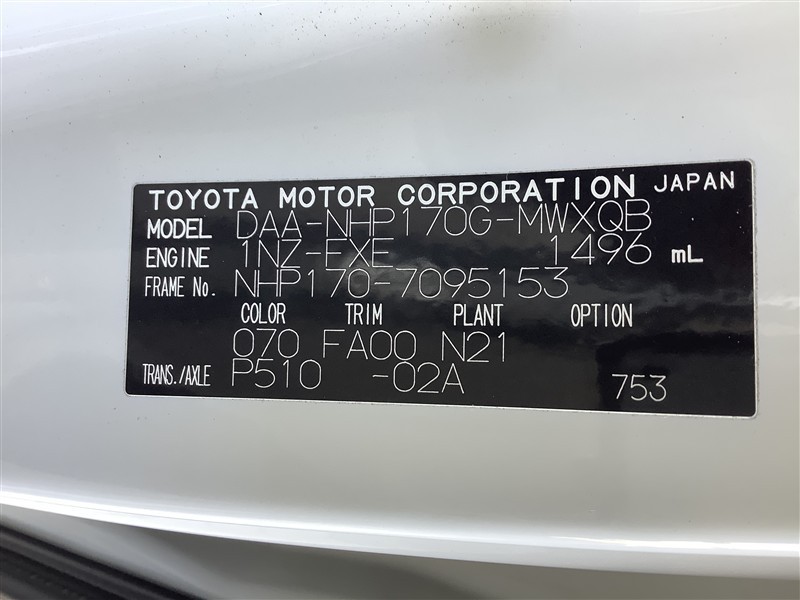 TOYOTA MOTOR CORPORATION JAPAN
MODEL DAA-NHP170G-MWXQB
ENGINE 1NZ-FXE 1496 mL
FRAME No. NHP170-7095153
COLOR TRIM PLANT OPTION
070 FA00 N21
TRANS./AXLE P510 -02A 753